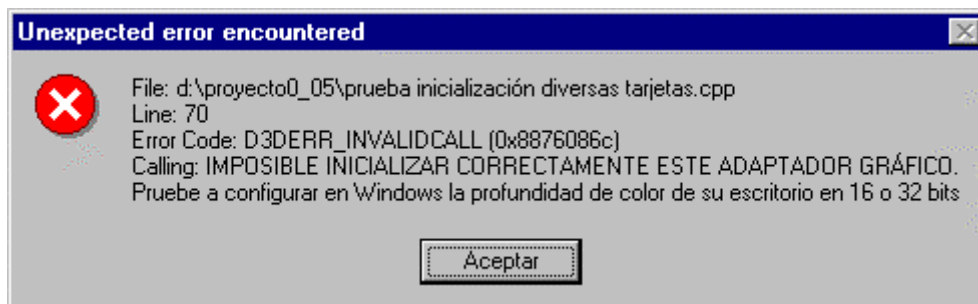 Unexpected error encountered
File: d:\proyecto0_05\prueba inicialización diversas tarjetas.cpp
Line: 70
Error Code: D3DERR_INVALIDCALL (0x8876086c)
Calling: IMPOSIBLE INICIALIZAR CORRECTAMENTE ESTE ADAPTADOR GRÁFICO.
Pruebe a configurar en Windows la profundidad de color de su escritorio en 16 o 32 bits
Aceptar